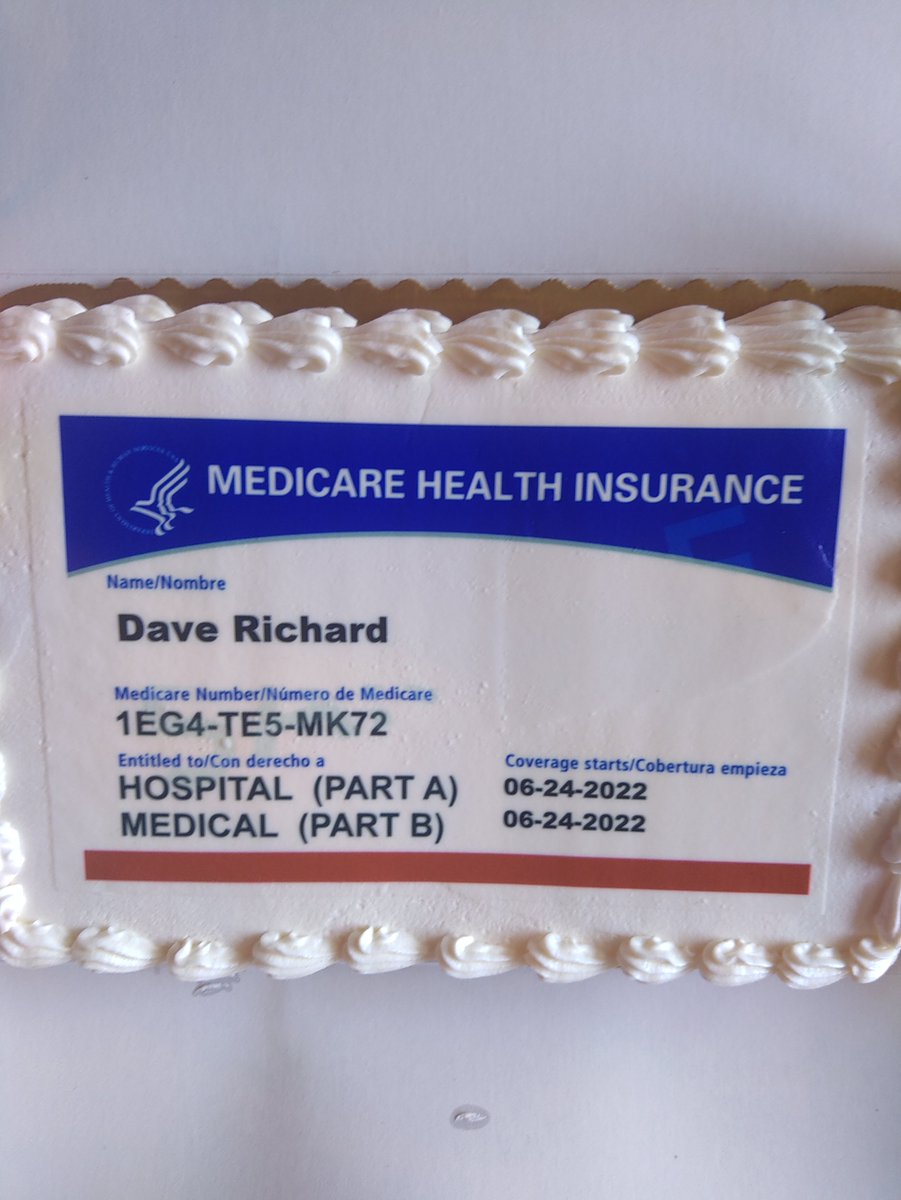 MEDICARE HEALTH INSURANCE
Name/Nombre
Dave Richard
Medicare Number/Número de Medicare
1EG4-TE5-MK72
Entitled to/Con derecho a
HOSPITAL (PART A)
MEDICAL (PART B)
Coverage starts/Cobertura empieza
06-24-2022
06-24-2022